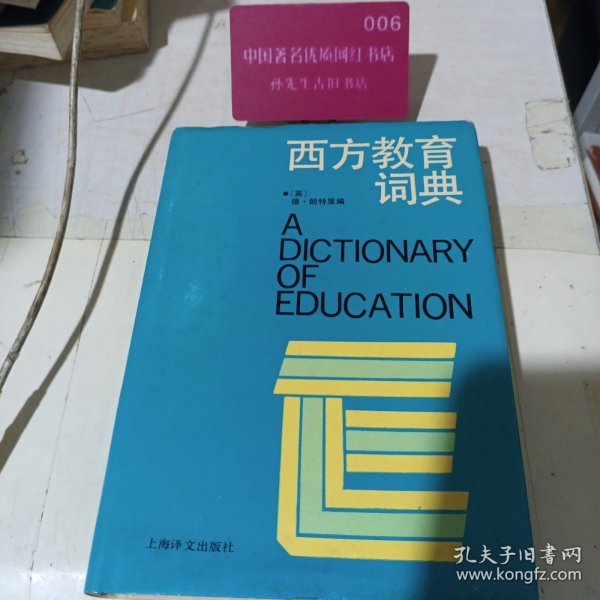 006
中国著名优质网红书店
孙先生古旧书店
西方教育
词典
●〔英〕
德·朗特里编
A
DICTIONARY
OF
EDUCATION
上海译文出版社
孔夫子旧书网
www.kongfz.com